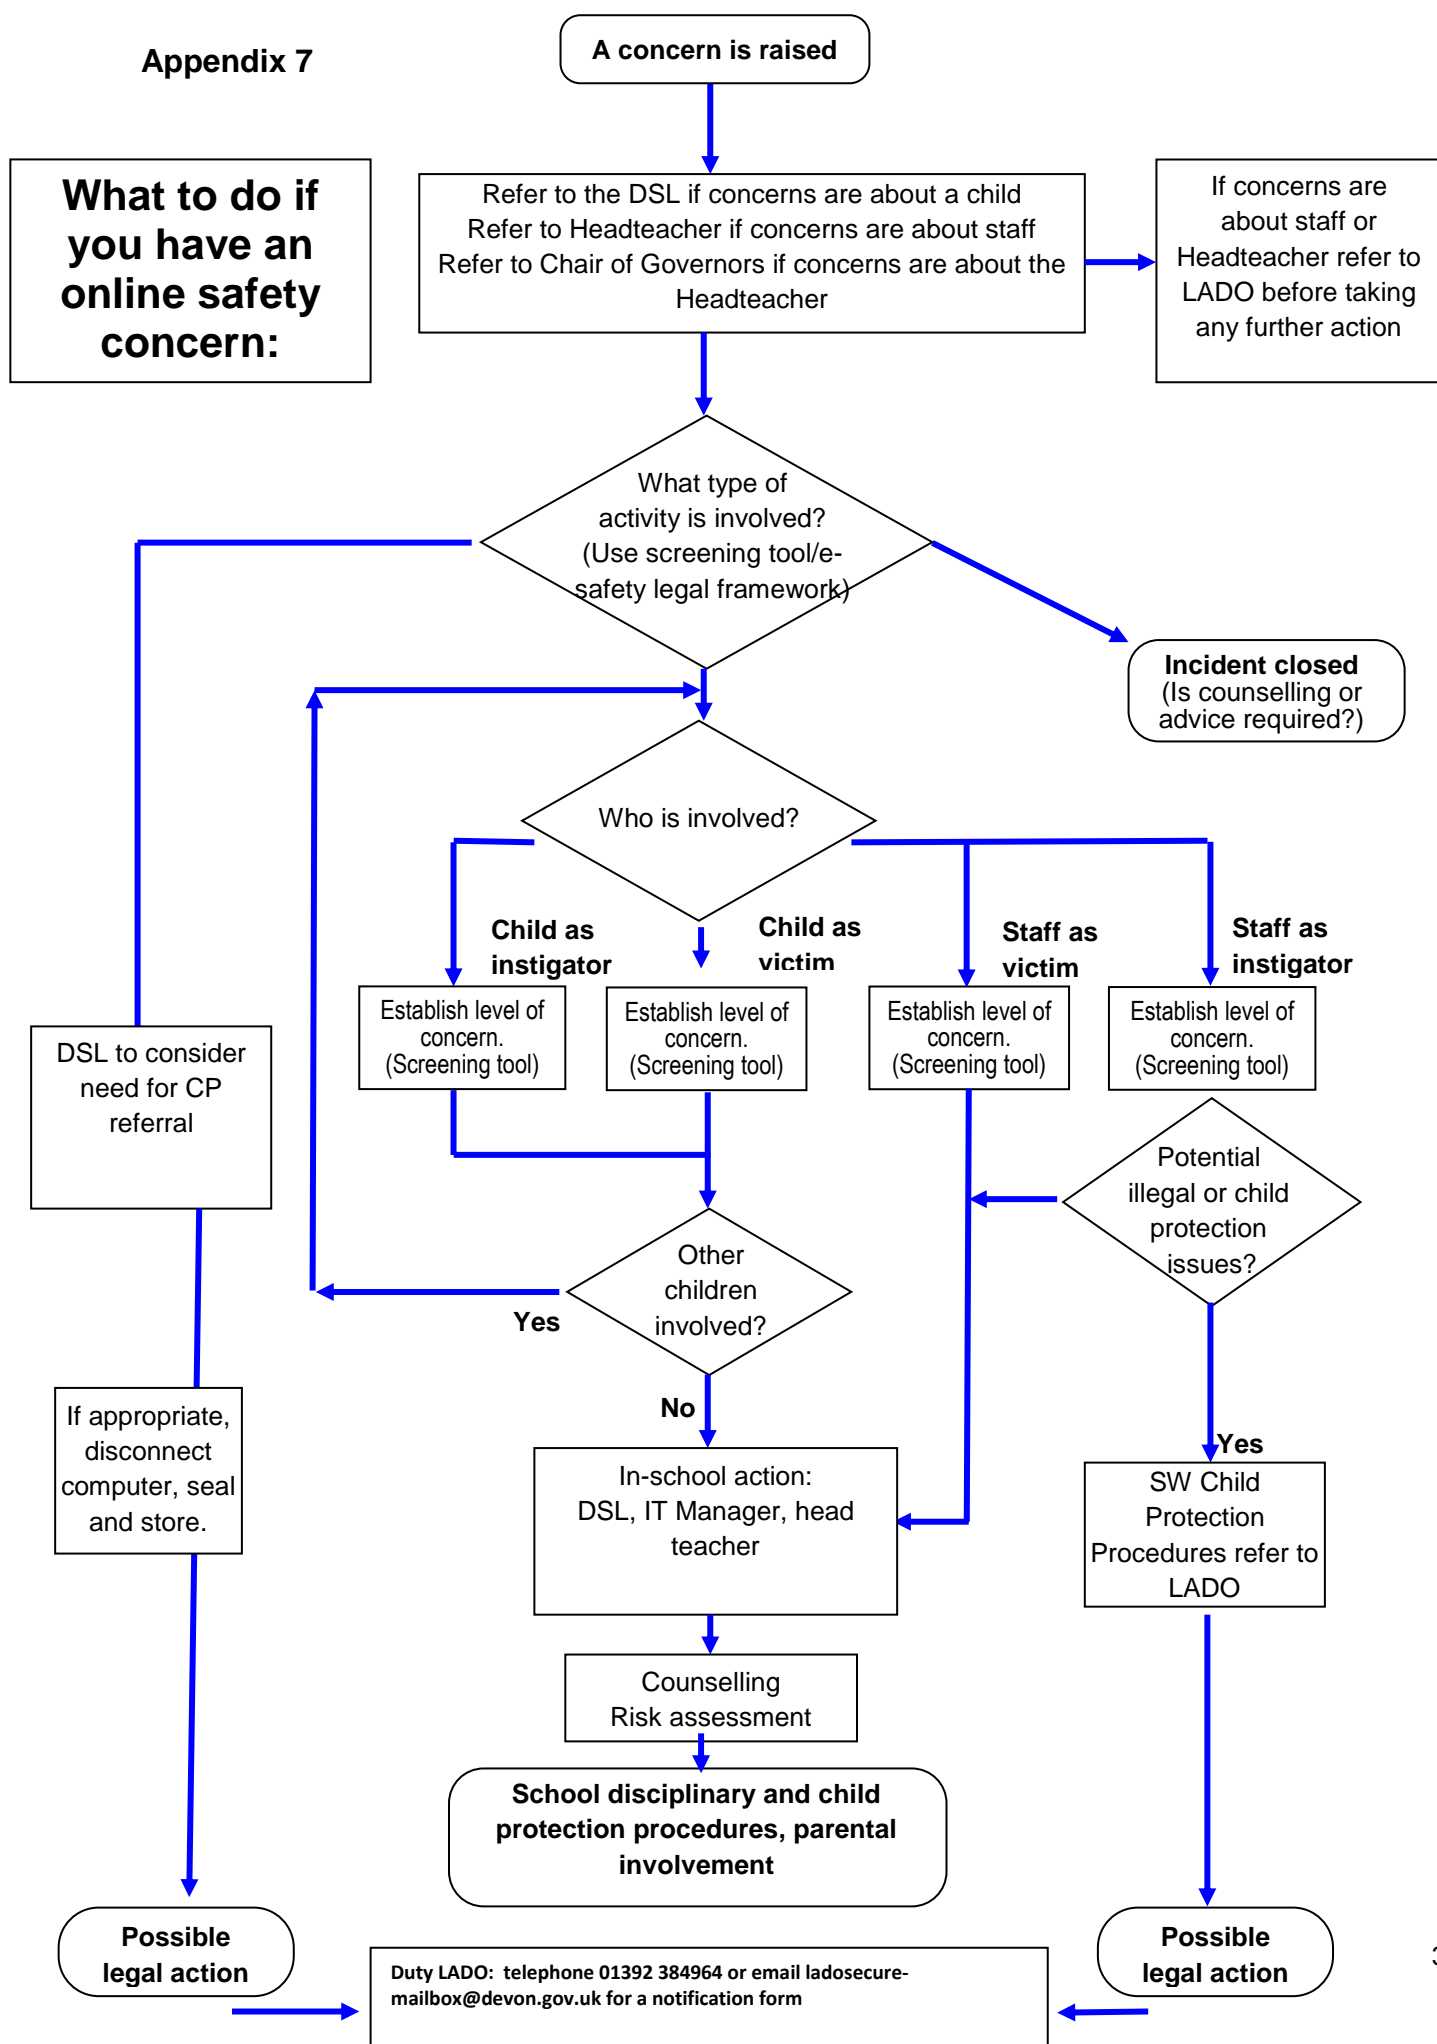 Appendix 7
A concern is raised
What to do if
you have an
online safety
concern:
Refer to the DSL if concerns are about a child
Refer to Headteacher if concerns are about staff
Refer to Chair of Governors if concerns are about the
Headteacher
If concerns are
about staff or
Headteacher refer to
LADO before taking
any further action
What type of
activity is involved?
(Use screening tool/e-
safety legal framework)
Incident closed
(Is counselling or
advice required?)
Who is involved?
Child as
instigator
Child as
victim
Staff as
victim
Staff as
instigator
Establish level of
concern.
(Screening tool)
Establish level of
concern.
(Screening tool)
Establish level of
concern.
(Screening tool)
Establish level of
concern.
(Screening tool)
DSL to consider
need for CP
referral
Potential
illegal or child
protection
issues?
Other
children
involved?
Yes
No
If appropriate,
disconnect
computer, seal
and store.
In-school action:
DSL, IT Manager, head
teacher
Yes
SW Child
Protection
Procedures refer to
LADO
Counselling
Risk assessment
School disciplinary and child
protection procedures, parental
involvement
Possible
legal action
Possible
legal action
Duty LADO: telephone 01392 384964 or email ladosecure-
mailbox@devon.gov.uk for a notification form